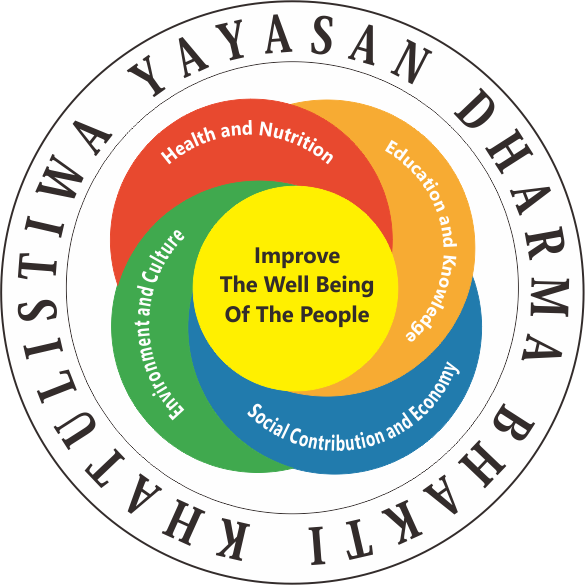 YAYASAN DHARMA BHAKTI KHATULISTIWA
Health and Nutrition
Education and Knowledge
Social Contribution and Economy
Environment and Culture
Improve
The Well Being
Of The People